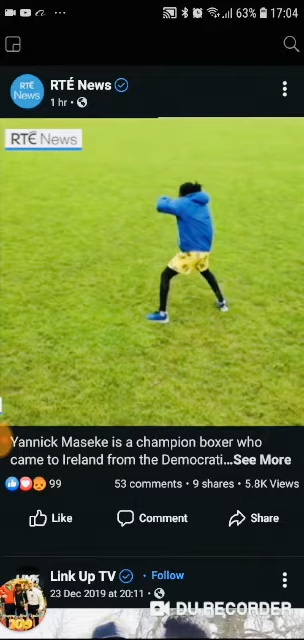 63% 17:04
RTÉ News
RTÉ News
1 hr
RTÉ News
Yannick Maseke is a champion boxer who
came to Ireland from the Democrati...See More
99 53 comments • 9 shares • 5.8K Views
Like Comment Share
Link Up TV • Follow
23 Dec 2019 at 20:11
DU RECORDER